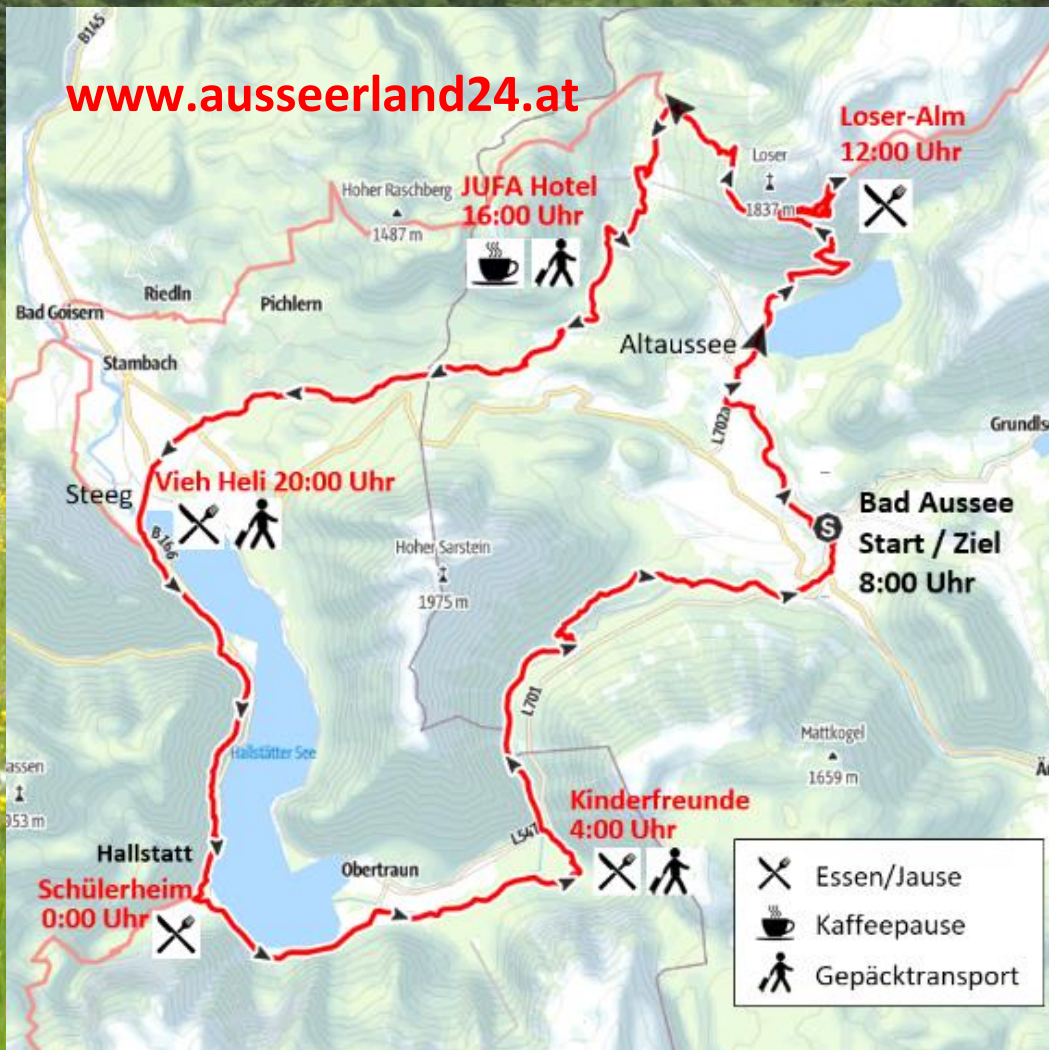 B145
www.ausseerland24.at
Loser-Alm
12:00 Uhr
Loser
1837 m
Hoher Raschberg
1487 m
JUFA Hotel
16:00 Uhr
Riedln
Pichlern
Bad Goisern
Stambach
Altaussee
L702a
Grundls
Steeg
Vieh Heli 20:00 Uhr
B166
S
Bad Aussee
Start / Ziel
8:00 Uhr
Hoher Sarstein
1975 m
L701
Hallstätter See
Mattkogel
1659 m
assen
953 m
Kinderfreunde
4:00 Uhr
L547
Hallstatt
Obertraun
Schülerheim
0:00 Uhr
Essen/Jause
Kaffeepause
Gepäcktransport